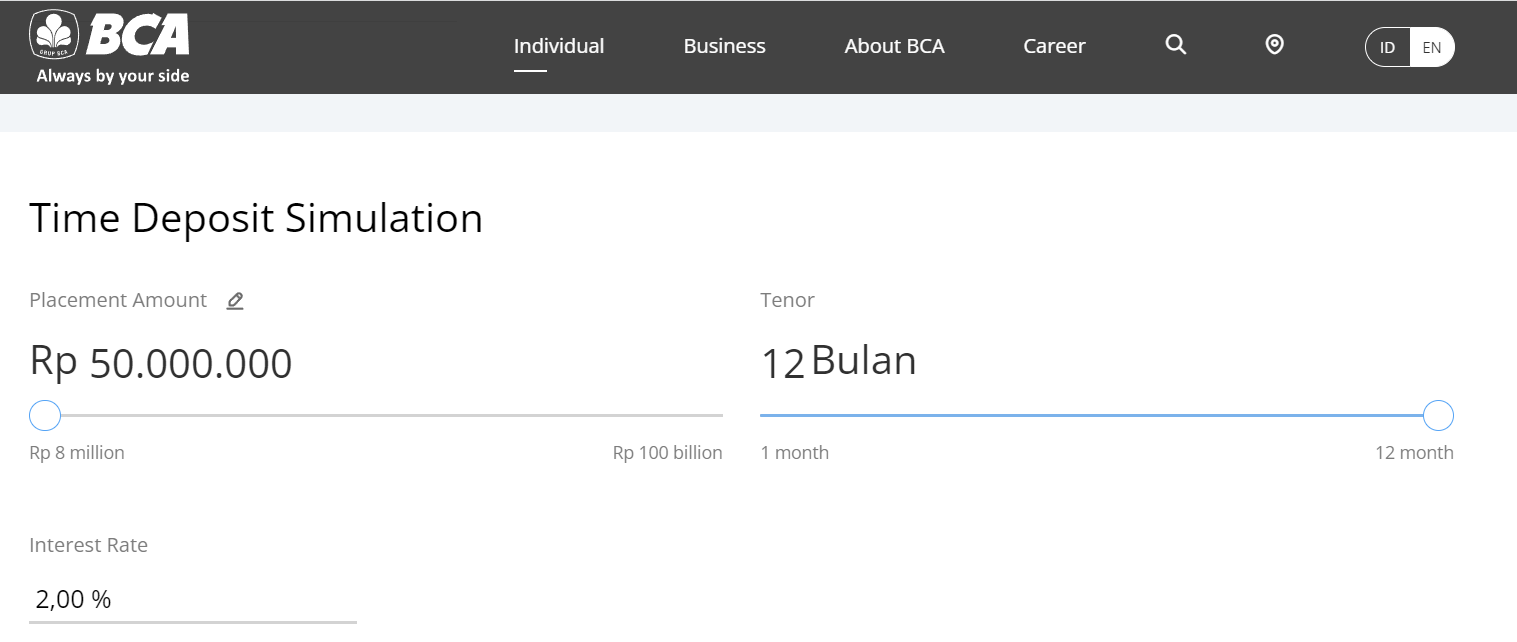 GRUP BCA
BCA
Always by your side
Individual
Business
About BCA
Career
ID
EN
Time Deposit Simulation
Placement Amount
Rp 50.000.000
Rp 8 million
Rp 100 billion
Tenor
12 Bulan
1 month
12 month
Interest Rate
2,00 %